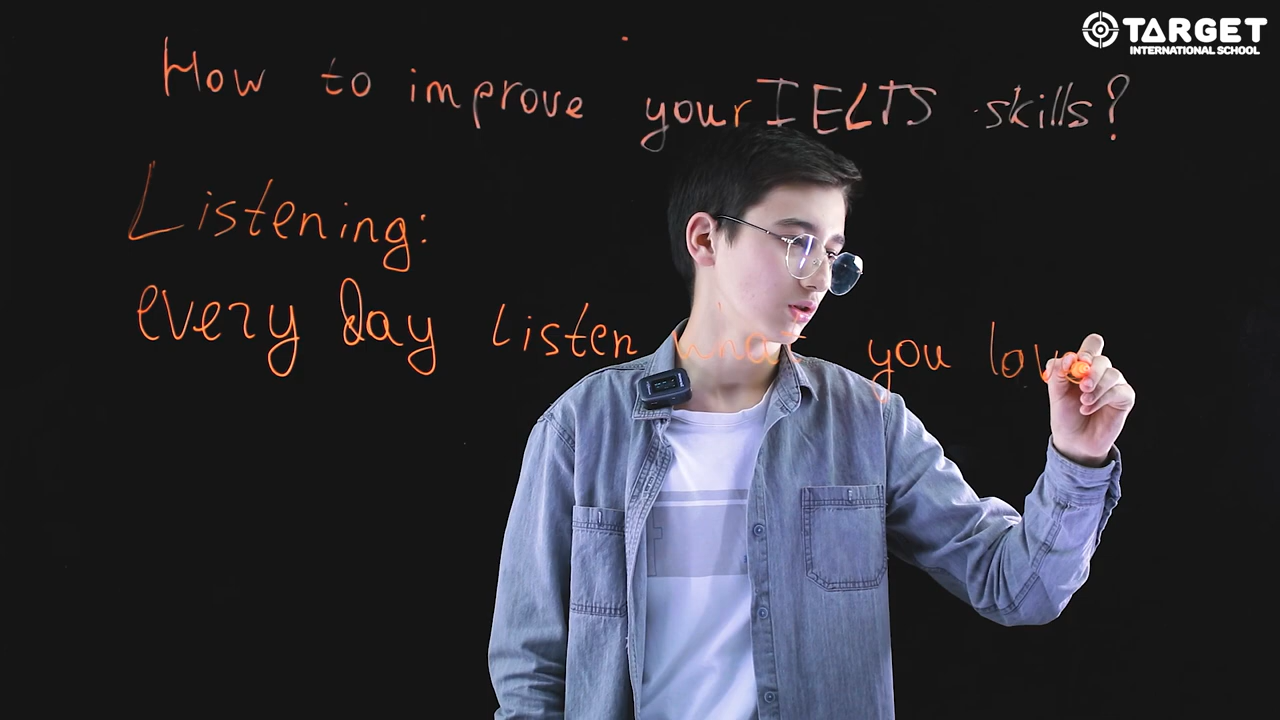 TARGET
INTERNATIONAL SCHOOL
How to improve your IELTS skills?
Listening:
every day listen what you lov